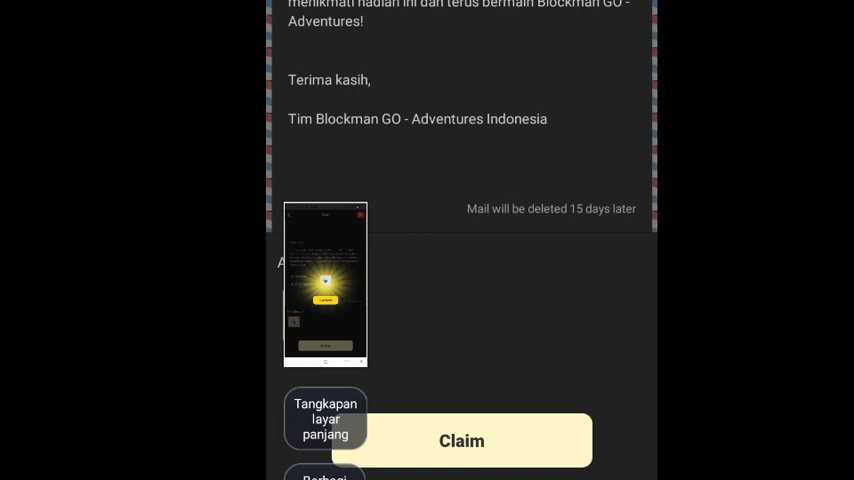 menikmati hadiah ini dan terus bermain Blockman GO -
Adventures!
Terima kasih,
Tim Blockman GO - Adventures Indonesia
Mail will be deleted 15 days later
A
Tangkapan
layar
panjang
Claim
Berbagi